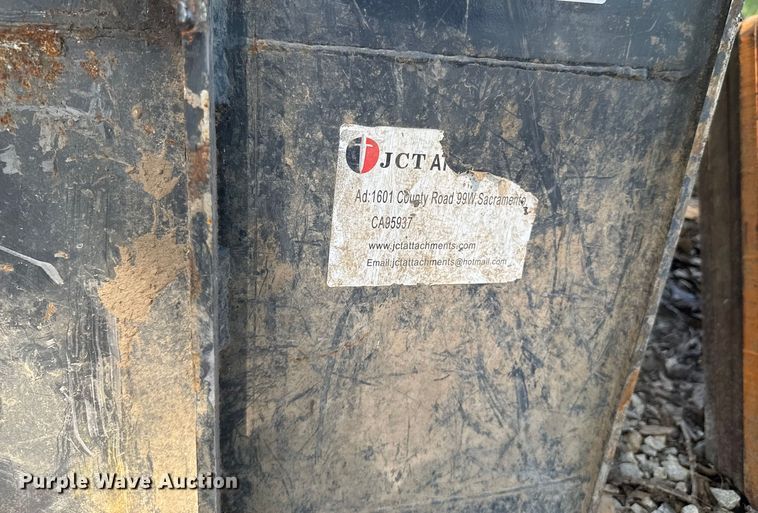 JCT
Ad:1601 County Road 99W,Sacramento
CA95937
www.jctattachments.com
Email:jctattachments@hotmail.com
Purple Wave Auction